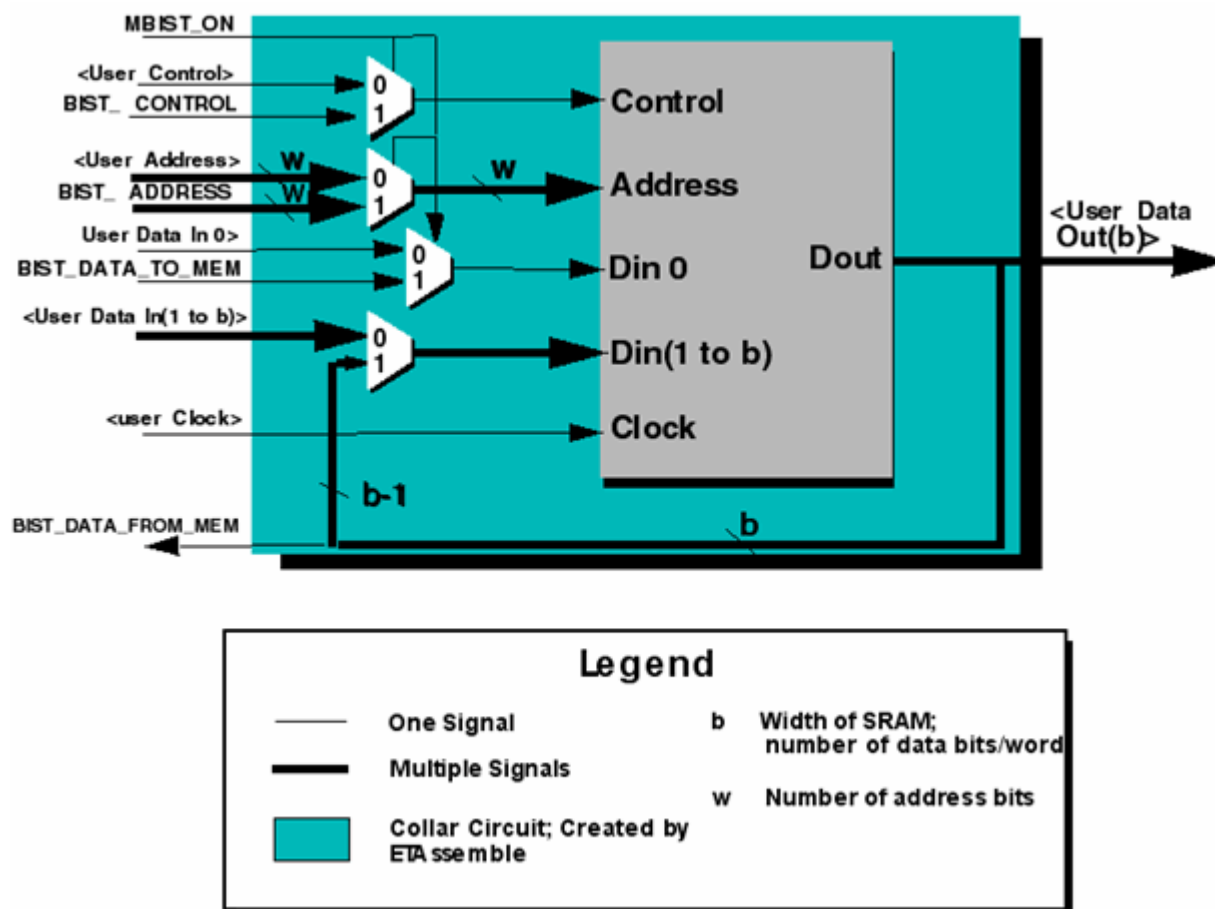 MBIST_ON
<User Control>
BIST_ CONTROL
<User Address>
BIST_ ADDRESS
User Data In 0>
BIST_DATA_TO_MEM
<User Data In(1 to b)>
<user Clock>
BIST_DATA_FROM_MEM
0
1
W
W
0
1
W
0
1
0
1
b-1
b
Control
Address
Din 0
Dout
Din(1 to b)
Clock
<User Data
Out(b)>
Legend
One Signal
Multiple Signals
Collar Circuit; Created by
ETAssemble
b Width of SRAM;
number of data bits/word
w Number of address bits